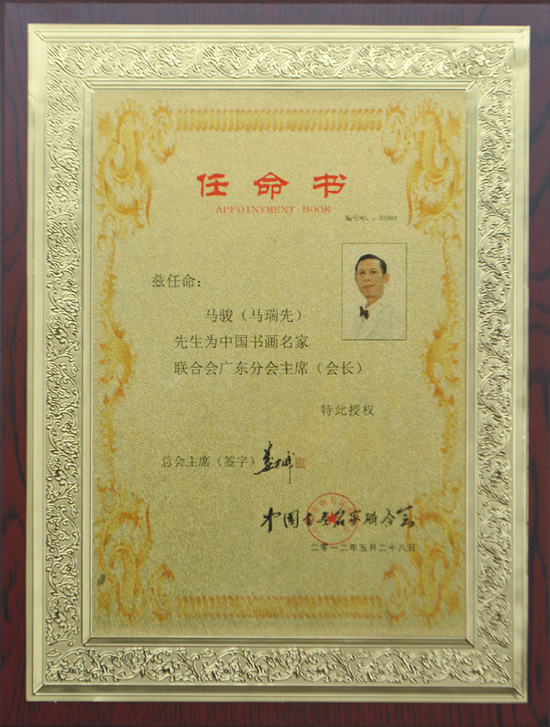 任命书
APPOINTMENT BOOK
兹任命:
马骏（马瑞先）
先生为中国书画名家
联合会广东分会主席（会长）
特此授权
总会主席（签字）
中国书画名家联合会
二零一二年五月二十八日